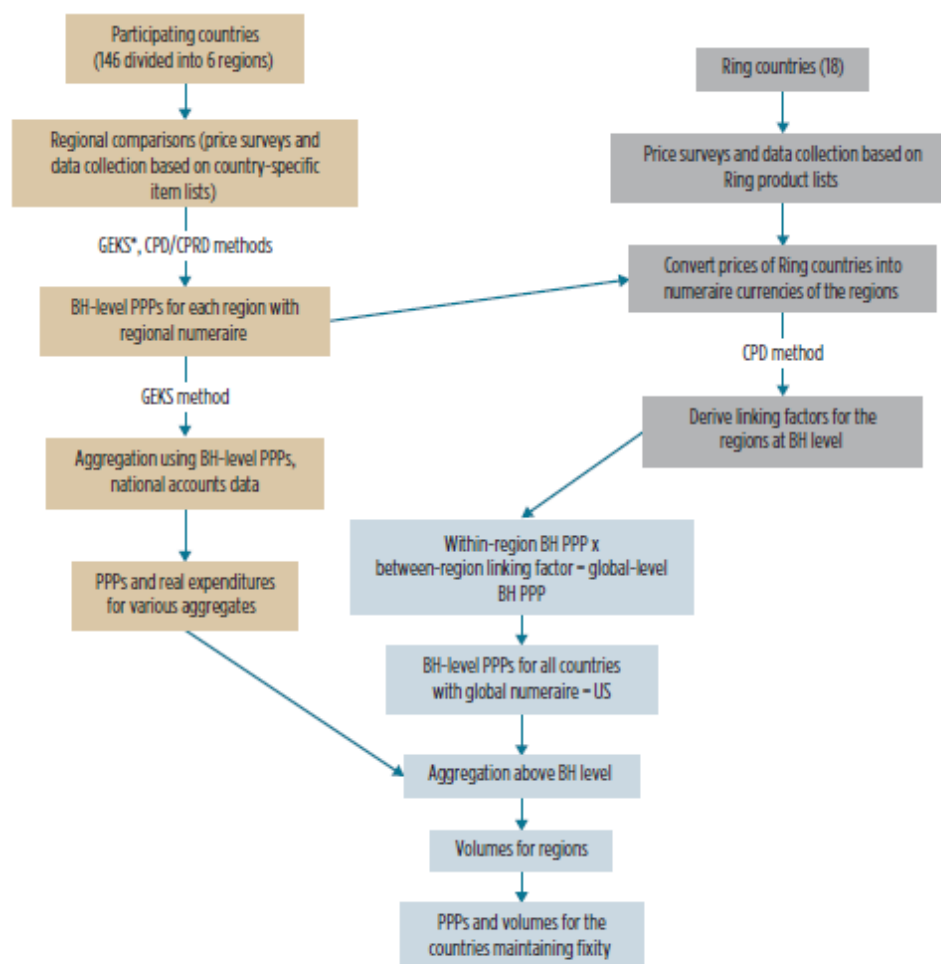 Participating countries
(146 divided into 6 regions)
Regional comparisons (price surveys and
data collection based on
country-specific
item lists)
GEKS*, CPD/CPRD methods
BH-level PPPs for each region with
regional numeraire
GEKS method
Aggregation using BH-level PPPs,
national accounts data
PPPs and real expenditures
for various aggregates
Ring countries (18)
Price surveys and data collection based on
Ring product lists
Convert prices of Ring countries into
numeraire currencies of the regions
CPD method
Derive linking factors for the
regions at BH level
Within-region BH PPP x
between-region linking factor = global-level
BH PPP
BH-level PPPs for all countries
with global numeraire = US
Aggregation above BH level
Volumes for regions
PPPs and volumes for the
countries maintaining fixity